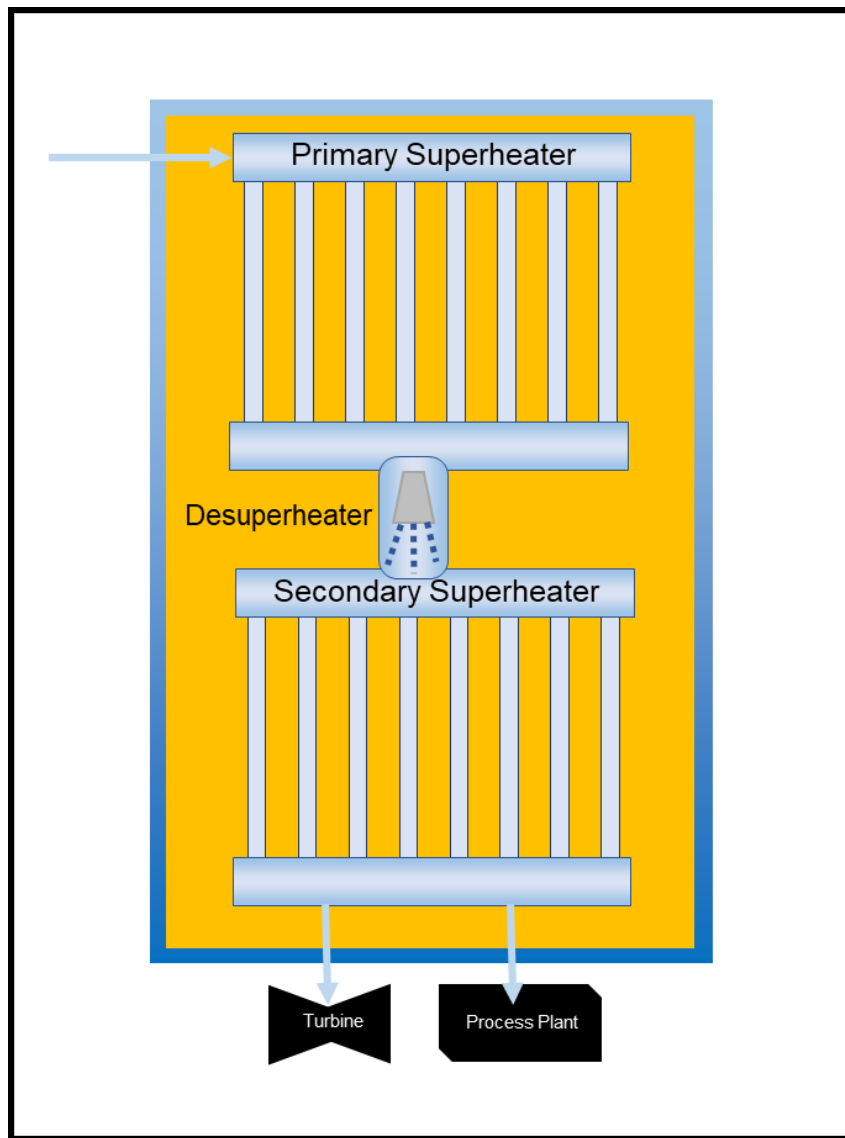 Primary Superheater
Desuperheater
Secondary Superheater
Turbine
Process Plant